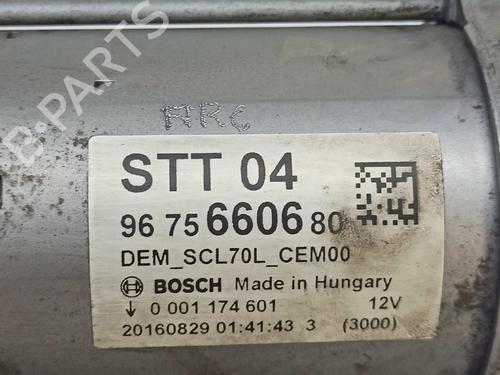 B-PARTS
ARC
STT 04
96 75 6606 80
DEM_SCL70L_CEM00
BOSCH Made in Hungary
↓ 0 001 174 601 12V
20160829 01:41:43 3 (3000)